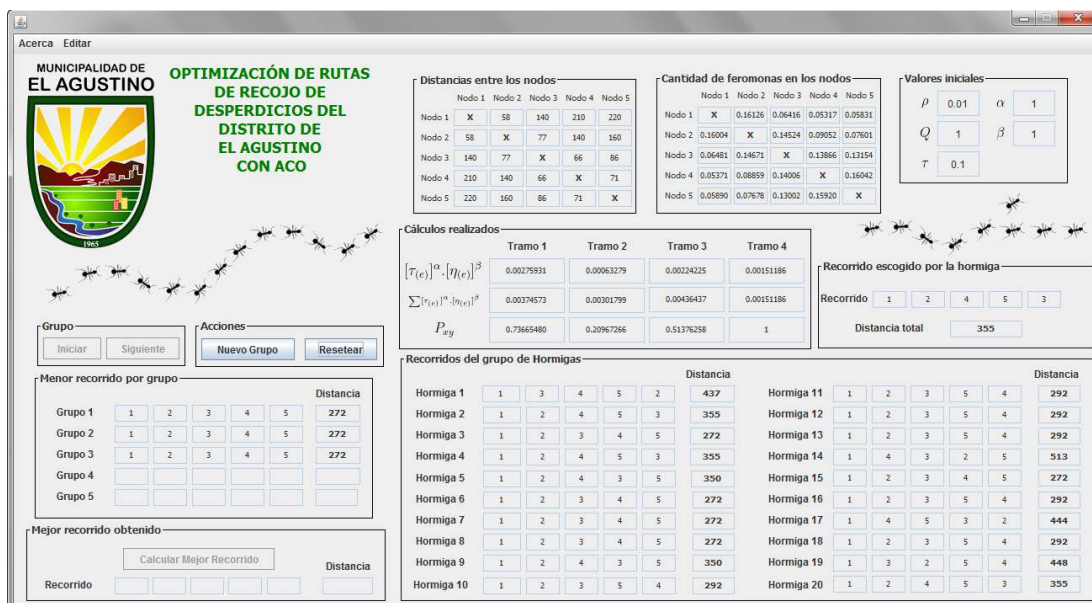 Acerca Editar
MUNICIPALIDAD DE
EL AGUSTINO
1965
OPTIMIZACIÓN DE RUTAS
DE RECOJO DE
DESPERDICIOS DEL
DISTRITO DE
EL AGUSTINO
CON ACO
Distancias entre los nodos
Nodo 1 Nodo 2 Nodo 3 Nodo 4 Nodo 5
Nodo 1 X 58 140 210 220
Nodo 2 58 X 77 140 160
Nodo 3 140 77 X 66 86
Nodo 4 210 140 66 X 71
Nodo 5 220 160 86 71 X
Cantidad de feromonas en los nodos
Nodo 1 Nodo 2 Nodo 3 Nodo 4 Nodo 5
Nodo 1 X 0.16126 0.06416 0.05317 0.05831
Nodo 2 0.16004 X 0.14524 0.09052 0.07601
Nodo 3 0.06481 0.14671 X 0.13866 0.13154
Nodo 4 0.05371 0.08859 0.14006 X 0.16042
Nodo 5 0.05890 0.07678 0.13002 0.15920 X
Valores iniciales
ρ 0.01 α 1
Q 1 β 1
τ 0.1
Cálculos realizados
Tramo 1 Tramo 2 Tramo 3 Tramo 4
[τ(e)]^α.[η(e)]^β 0.00275931 0.00063279 0.00224225 0.00151186
∑[τ(e)]^α.[η(e)]^β 0.00374573 0.00301799 0.00436437 0.00151186
Pxy 0.73665480 0.20967266 0.51376258 1
Recorrido escogido por la hormiga
Recorrido 1 2 4 5 3
Distancia total 355
Grupo
Iniciar Siguiente
Acciones
Nuevo Grupo Resetear
Menor recorrido por grupo
Distancia
Grupo 1 1 2 3 4 5 272
Grupo 2 1 2 3 4 5 272
Grupo 3 1 2 3 4 5 272
Grupo 4
Grupo 5
Mejor recorrido obtenido
Calcular Mejor Recorrido Distancia
Recorrido
Recorridos del grupo de Hormigas
Distancia Distancia
Hormiga 1 1 3 4 5 2 437 Hormiga 11 1 2 3 5 4 292
Hormiga 2 1 2 4 5 3 355 Hormiga 12 1 2 3 5 4 292
Hormiga 3 1 2 3 4 5 272 Hormiga 13 1 2 3 5 4 292
Hormiga 4 1 2 4 5 3 355 Hormiga 14 1 4 3 2 5 513
Hormiga 5 1 2 4 3 5 350 Hormiga 15 1 2 3 4 5 272
Hormiga 6 1 2 3 4 5 272 Hormiga 16 1 2 3 5 4 292
Hormiga 7 1 2 3 4 5 272 Hormiga 17 1 4 5 3 2 444
Hormiga 8 1 2 3 4 5 272 Hormiga 18 1 2 3 5 4 292
Hormiga 9 1 2 4 3 5 350 Hormiga 19 1 3 2 5 4 448
Hormiga 10 1 2 3 5 4 292 Hormiga 20 1 2 4 5 3 355